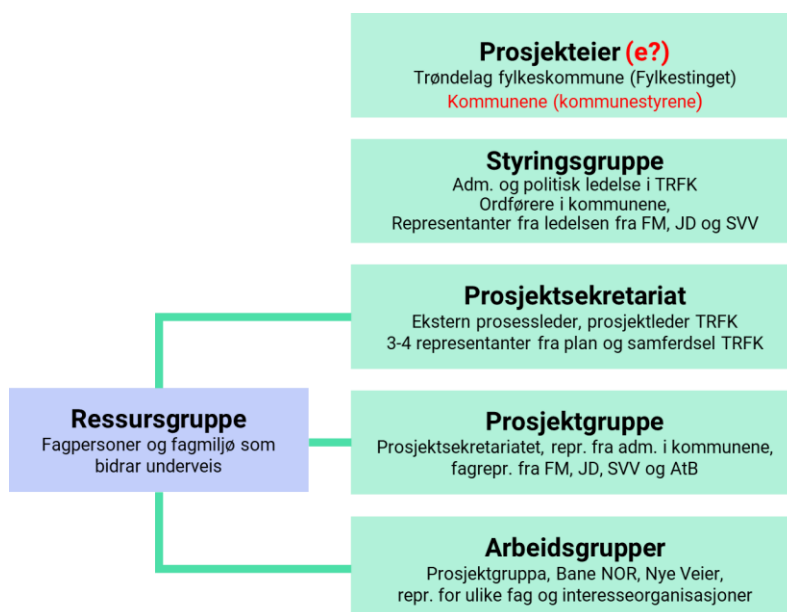 Prosjekteier (e?)
Trøndelag fylkeskommune (Fylkestinget)
Kommunene (kommunestyrene)
Styringsgruppe
Adm. og politisk ledelse i TRFK
Ordførere i kommunene,
Representanter fra ledelsen fra FM, JD og SVV
Prosjektsekretariat
Ekstern prosessleder, prosjektleder TRFK
3-4 representanter fra plan og samferdsel TRFK
Ressursgruppe
Fagpersoner og fagmiljø som
bidrar underveis
Prosjektgruppe
Prosjektsekretariatet, repr. fra adm. i kommunene,
fagrepr. fra FM, JD, SVV og AtB
Arbeidsgrupper
Prosjektgruppa, Bane NOR, Nye Veier,
repr. for ulike fag og interesseorganisasjoner